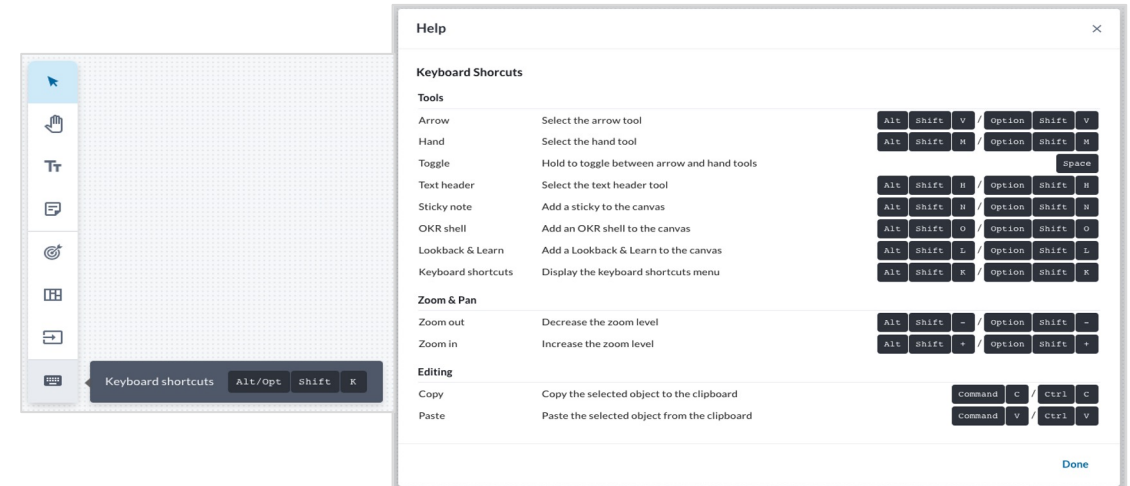 Keyboard shortcuts Alt/Opt Shift K
Help ×
Keyboard Shorcuts
Tools
Arrow Select the arrow tool Alt Shift V / Option Shift V
Hand Select the hand tool Alt Shift M / Option Shift M
Toggle Hold to toggle between arrow and hand tools Space
Text header Select the text header tool Alt Shift H / Option Shift H
Sticky note Add a sticky to the canvas Alt Shift N / Option Shift N
OKR shell Add an OKR shell to the canvas Alt Shift O / Option Shift O
Lookback & Learn Add a Lookback & Learn to the canvas Alt Shift L / Option Shift L
Keyboard shortcuts Display the keyboard shortcuts menu Alt Shift K / Option Shift K
Zoom & Pan
Zoom out Decrease the zoom level Alt Shift - / Option Shift -
Zoom in Increase the zoom level Alt Shift + / Option Shift +
Editing
Copy Copy the selected object to the clipboard Command C / Ctrl C
Paste Paste the selected object from the clipboard Command V / Ctrl V
Done